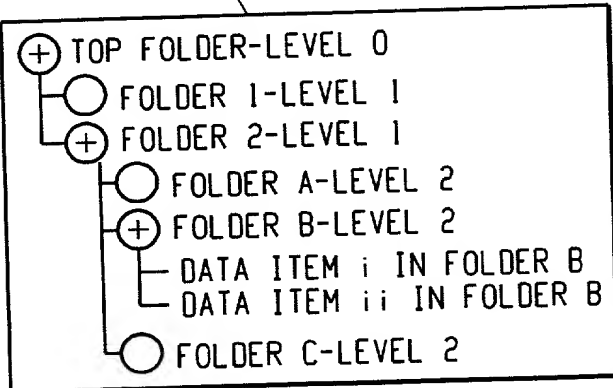 TOP FOLDER-LEVEL 0
FOLDER 1-LEVEL 1
FOLDER 2-LEVEL 1
FOLDER A-LEVEL 2
FOLDER B-LEVEL 2
DATA ITEM i IN FOLDER B
DATA ITEM ii IN FOLDER B
FOLDER C-LEVEL 2